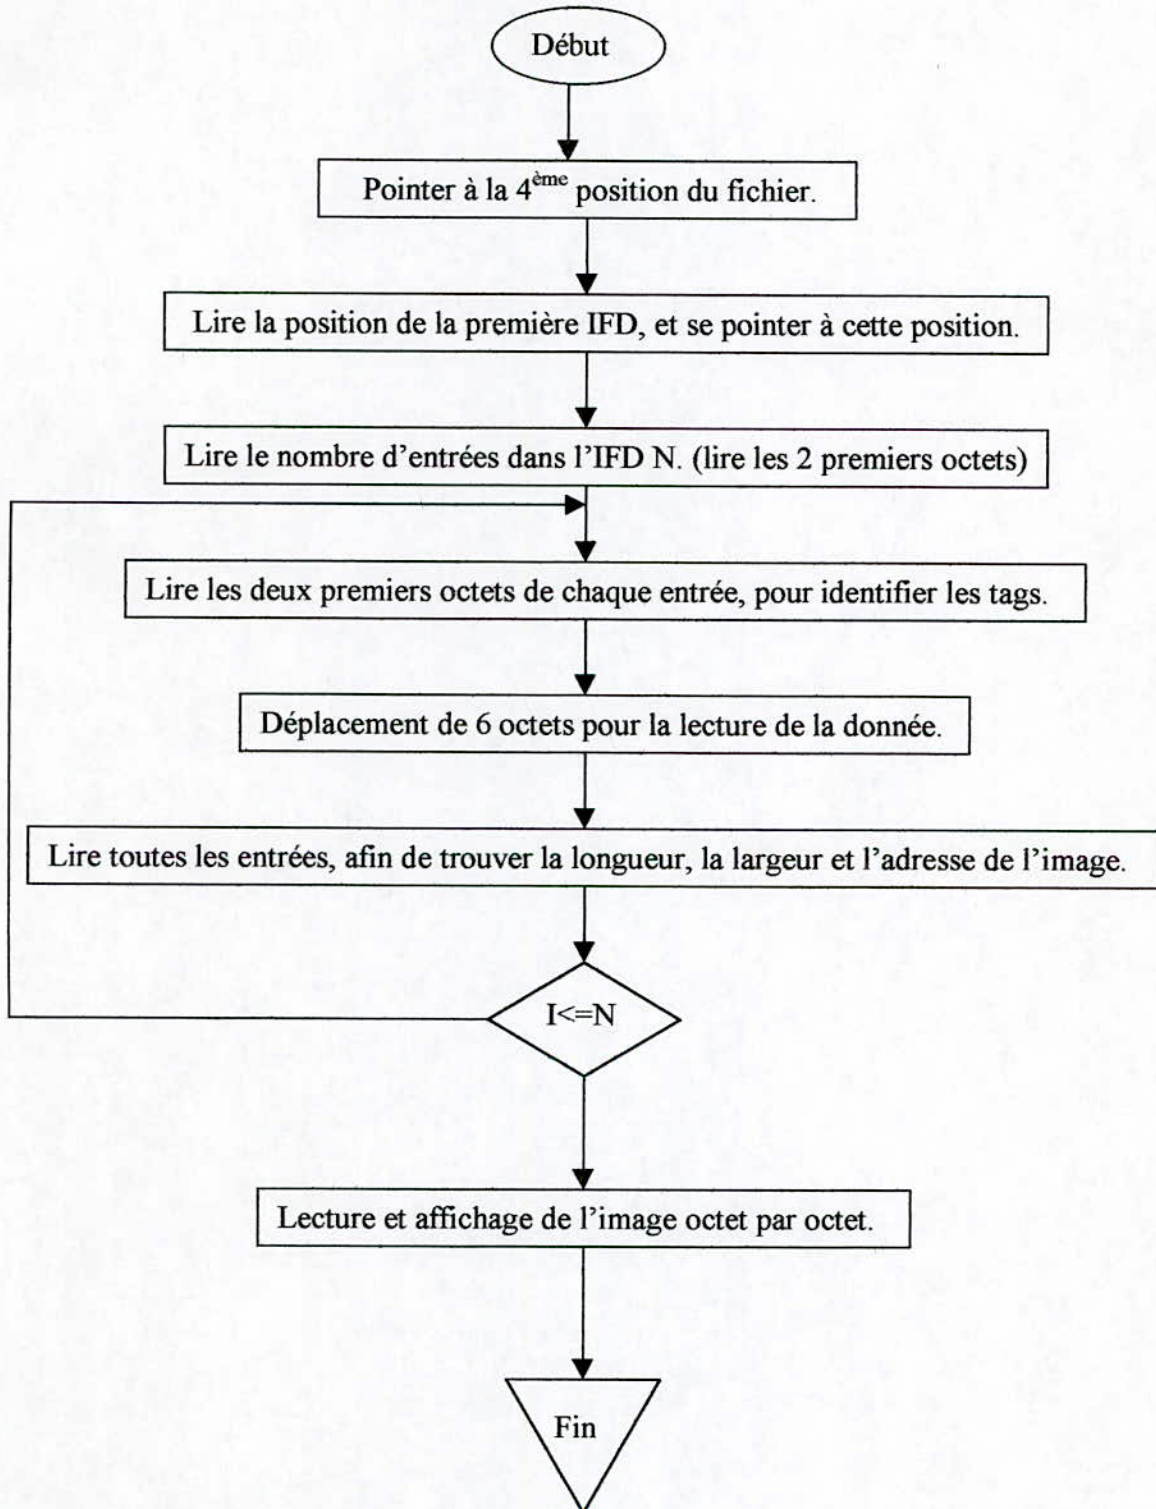 Début
Pointer à la 4ème position du fichier.
Lire la position de la première IFD, et se pointer à cette position.
Lire le nombre d'entrées dans l'IFD N. (lire les 2 premiers octets)
Lire les deux premiers octets de chaque entrée, pour identifier les tags.
Déplacement de 6 octets pour la lecture de la donnée.
Lire toutes les entrées, afin de trouver la longueur, la largeur et l'adresse de l'image.
I<=N
Lecture et affichage de l'image octet par octet.
Fin